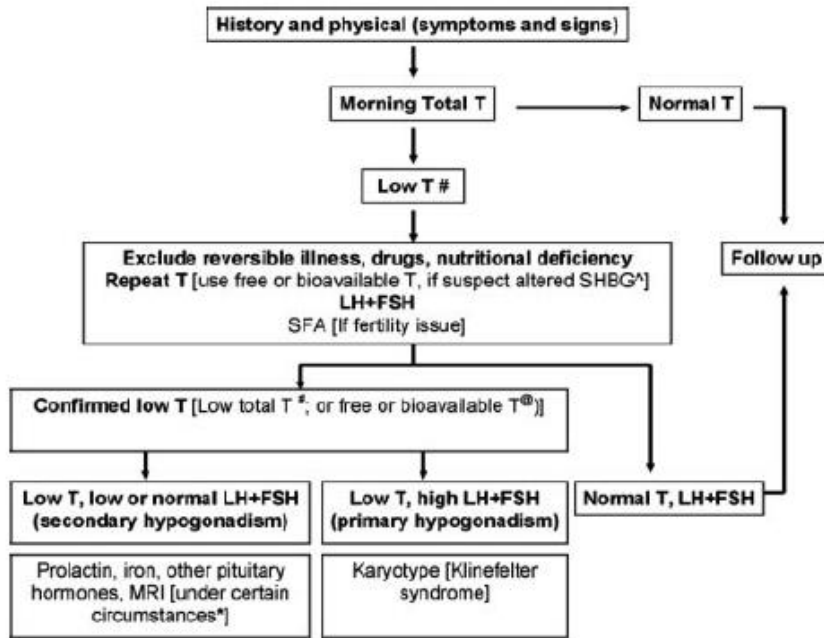 History and physical (symptoms and signs)
Morning Total T
Normal T
Low T #
Exclude reversible illness, drugs, nutritional deficiency
Repeat T [use free or bioavailable T, if suspect altered SHBG^]
LH+FSH
SFA [If fertility issue]
Follow up
Confirmed low T [Low total T #; or free or bioavailable T@)]
Low T, low or normal LH+FSH
(secondary hypogonadism)
Low T, high LH+FSH
(primary hypogonadism)
Normal T, LH+FSH
Prolactin, iron, other pituitary
hormones, MRI [under certain
circumstances*]
Karyotype [Klinefelter
syndrome]